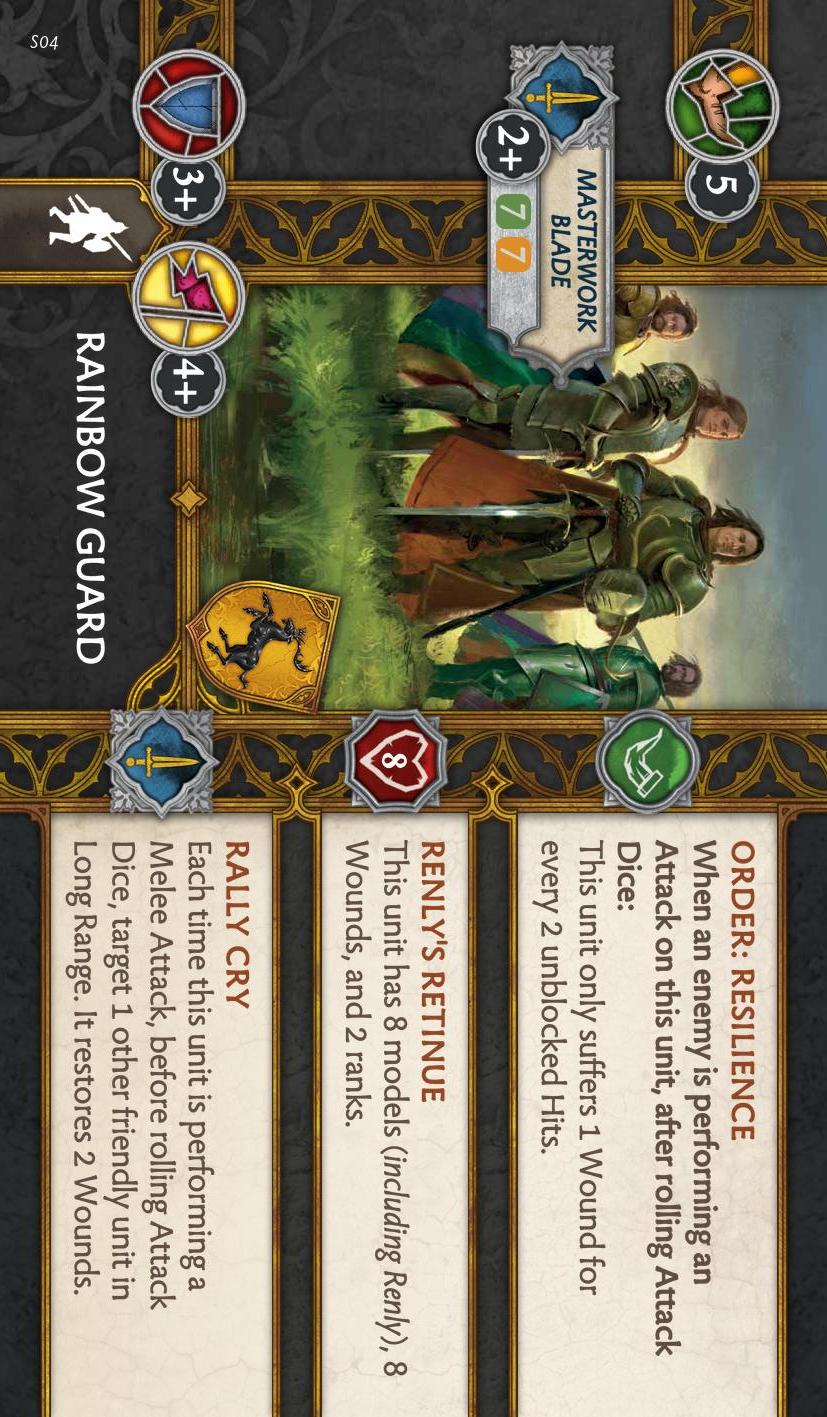 5
MASTERWORK
BLADE
2+
7 7
3+
4+
RAINBOW GUARD
ORDER: RESILIENCE
When an enemy is performing an
Attack on this unit, after rolling Attack
Dice:
This unit only suffers 1 Wound for
every 2 unblocked Hits.
8
RENLY'S RETINUE
This unit has 8 models (including Renly), 8
Wounds, and 2 ranks.
RALLY CRY
Each time this unit is performing a
Melee Attack, before rolling Attack
Dice, target 1 other friendly unit in
Long Range. It restores 2 Wounds.
S04